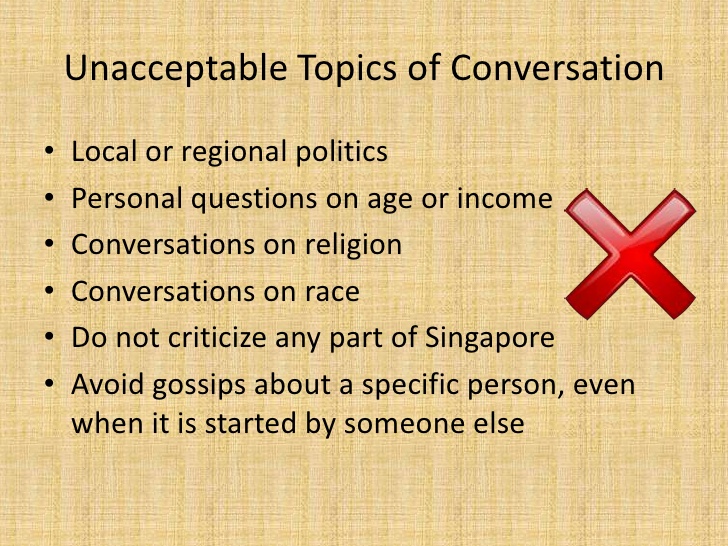 Unacceptable Topics of Conversation
• Local or regional politics
• Personal questions on age or income
• Conversations on religion
• Conversations on race
• Do not criticize any part of Singapore
• Avoid gossips about a specific person, even
when it is started by someone else